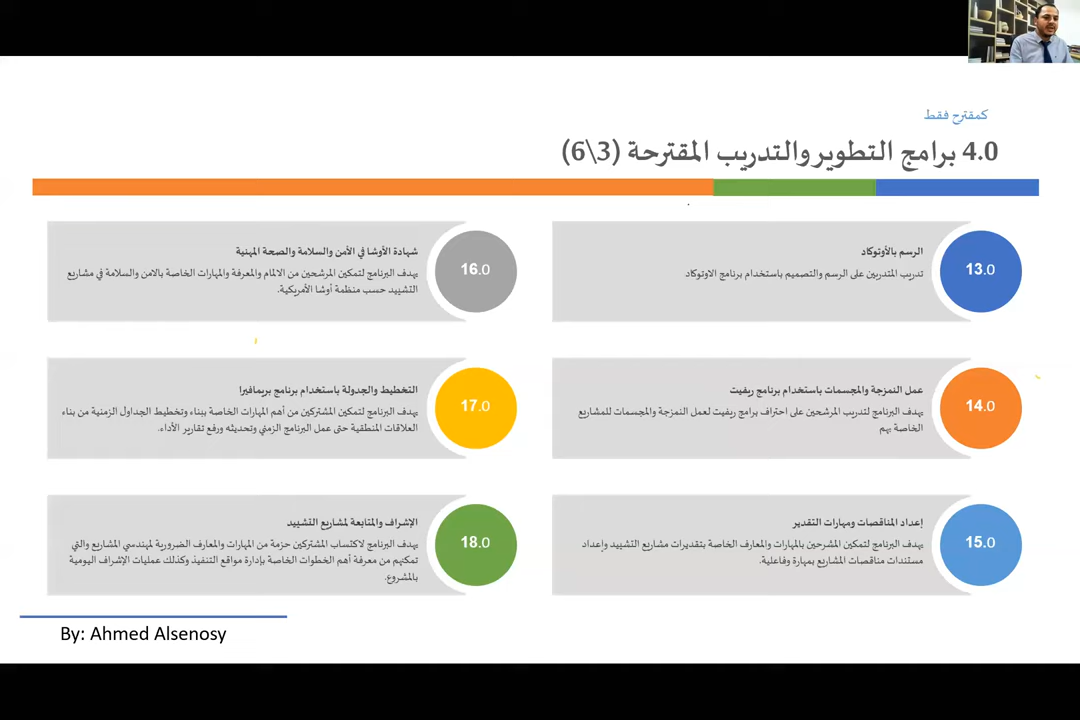 كمقترح فقط
4.0 برامج التطوير والتدريب المقترحة (3\6)
13.0
الرسم بالأوتوكاد
تدريب المتدربين على الرسم والتصميم باستخدام برنامج الاوتوكاد
14.0
عمل النمزجة والمجسمات باستخدام برنامج ريفيت
يهدف البرنامج لتدريب المرشحين على احتراف برامج ريفيت لعمل النمزجة والمجسمات للمشاريع
الخاصة بهم
15.0
إعداد المناقصات ومهارات التقدير
يهدف البرنامج لتمكين المشرحين بالمهارات والمعارف الخاصة بتقديرات مشاريع التشييد وإعداد
مستندات مناقصات المشاريع بمهارة وفاعلية.
16.0
شهادة الأوشا في الأمن والسلامة والصحة المهنية
يهدف البرنامج لتمكين المرشحين من الالمام والمعرفة والمهارات الخاصة بالامن والسلامة في مشاريع
التشييد حسب منظمة أوشا الأمريكية.
17.0
التخطيط والجدولة باستخدام برنامج بريمافيرا
يهدف البرنامج لتمكين المشتركين من أهم المهارات الخاصة ببناء وتخطيط الجداول الزمنية من بناء
العلاقات المنطقية حتى عمل البرنامج الزمني وتحديثه ورفع تقارير الأداء.
18.0
الإشراف والمتابعة لمشاريع التشييد
يهدف البرنامج لاكتساب المشتركين حزمة من المهارات والمعارف الضرورية لمهندسي المشاريع والتي
تمكنهم من معرفة أهم الخطوات الخاصة بإدارة مواقع التنفيذ وكذلك عمليات الإشراف اليومية
بالمشروع.
By: Ahmed Alsenosy